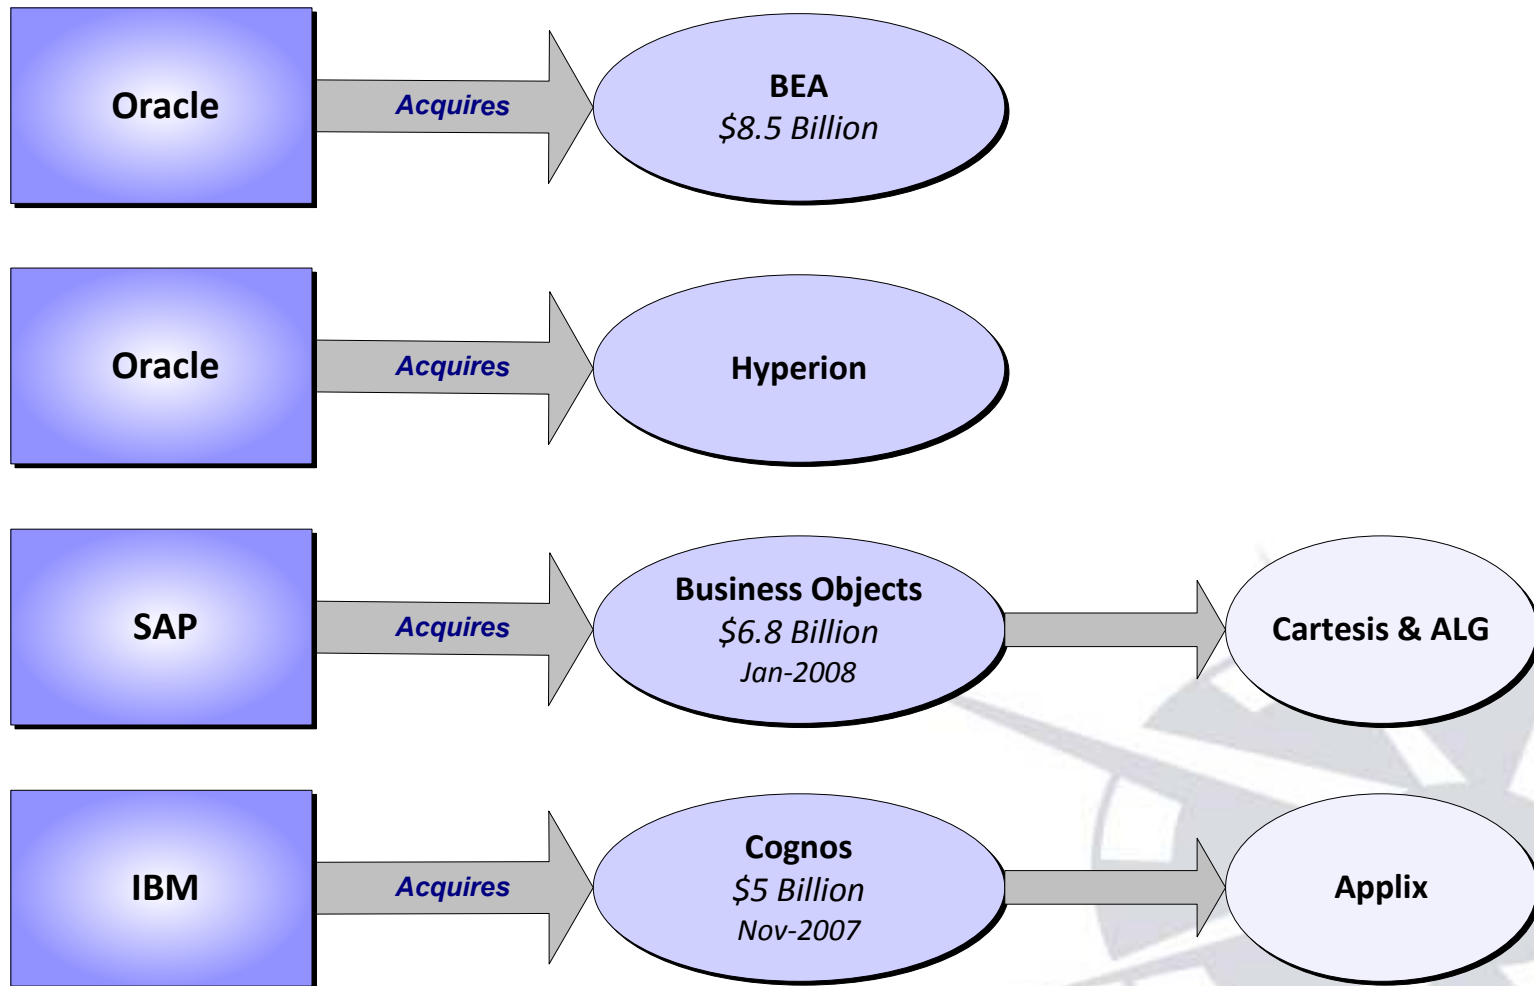 Oracle
Acquires
BEA
$8.5 Billion
Oracle
Acquires
Hyperion
SAP
Acquires
Business Objects
$6.8 Billion
Jan-2008
Cartesis & ALG
IBM
Acquires
Cognos
$5 Billion
Nov-2007
Applix